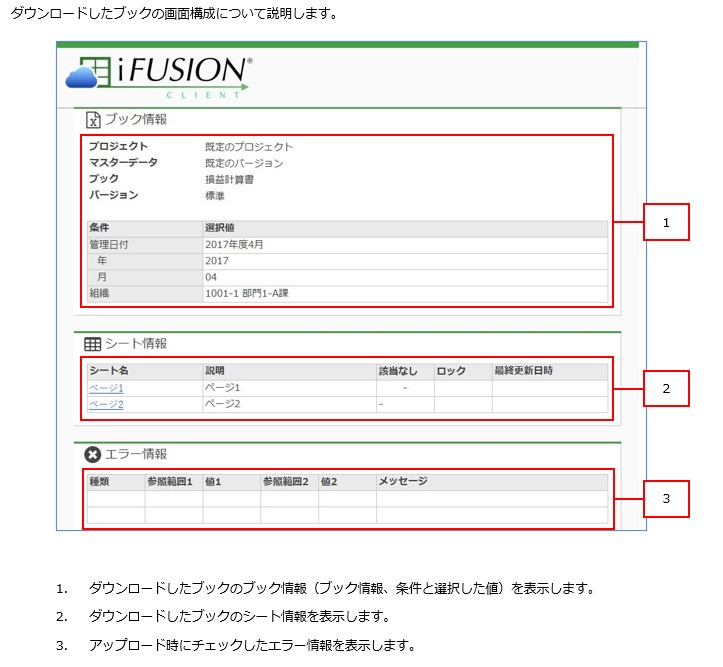 ダウンロードしたブックの画面構成について説明します。
iFUSION®
CLIENT
ブック情報
プロジェクト 既定のプロジェクト
マスターデータ 既定のバージョン
ブック 損益計算書
バージョン 標準
条件 選択値
管理日付 2017年度4月
年 2017
月 04
組織 1001-1 部門1-A課
1
シート情報
シート名 説明 該当なし ロック 最終更新日時
ページ1 ページ1 -
ページ2 ページ2 -
2
エラー情報
種類 参照範囲1 値1 参照範囲2 値2 メッセージ
3
1. ダウンロードしたブックのブック情報（ブック情報、条件と選択した値）を表示します。
2. ダウンロードしたブックのシート情報を表示します。
3. アップロード時にチェックしたエラー情報を表示します。